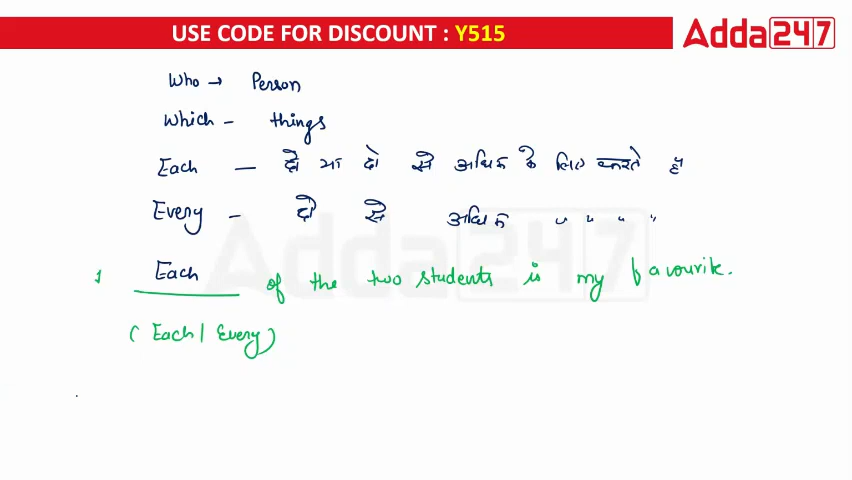 USE CODE FOR DISCOUNT : Y515
Adda247
Who → Person
Which - things
Each — दो या दो से अधिक के लिए करते हैं
Every - दो से अधिक " " " "
1 Each of the two students is my favourite.
( Each / Every )